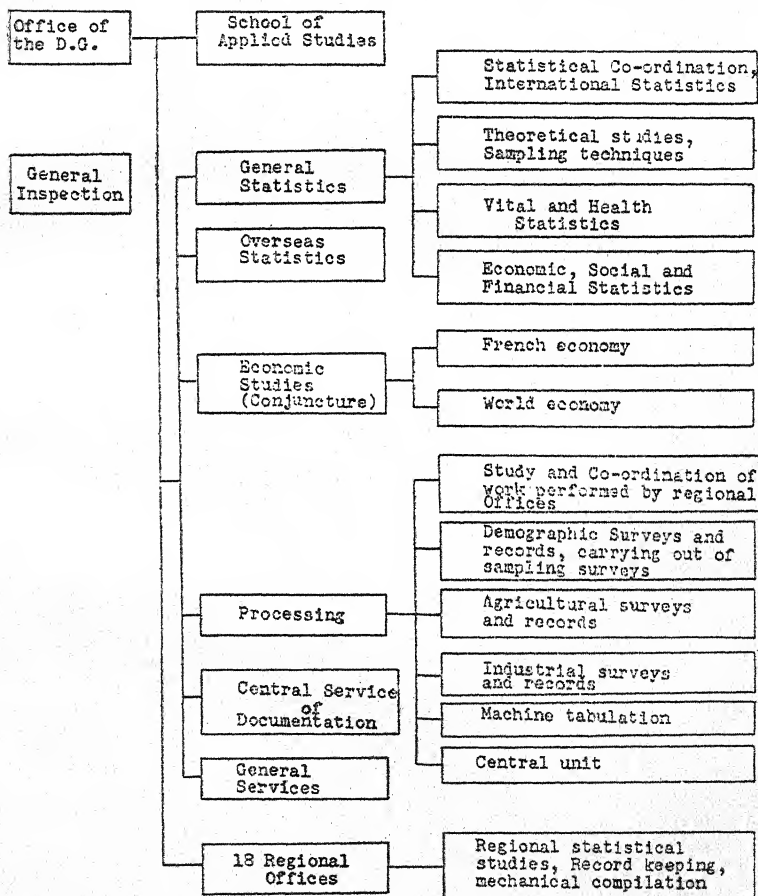 Office of
the D.G.
School of
Applied Studies
General
Inspection
General
Statistics
Statistical Co-ordination,
International Statistics
Theoretical studies,
Sampling techniques
Vital and Health
Statistics
Economic, Social and
Financial Statistics
Overseas
Statistics
Economic
Studies
(Conjuncture)
French economy
World economy
Processing
Study and Co-ordination of
work performed by regional
Offices
Demographic Surveys and
records, carrying out of
sampling surveys
Agricultural surveys
and records
Industrial surveys
and records
Machine tabulation
Central unit
Central Service
of
Documentation
General
Services
18 Regional
Offices
Regional statistical
studies, Record keeping,
mechanical compilation